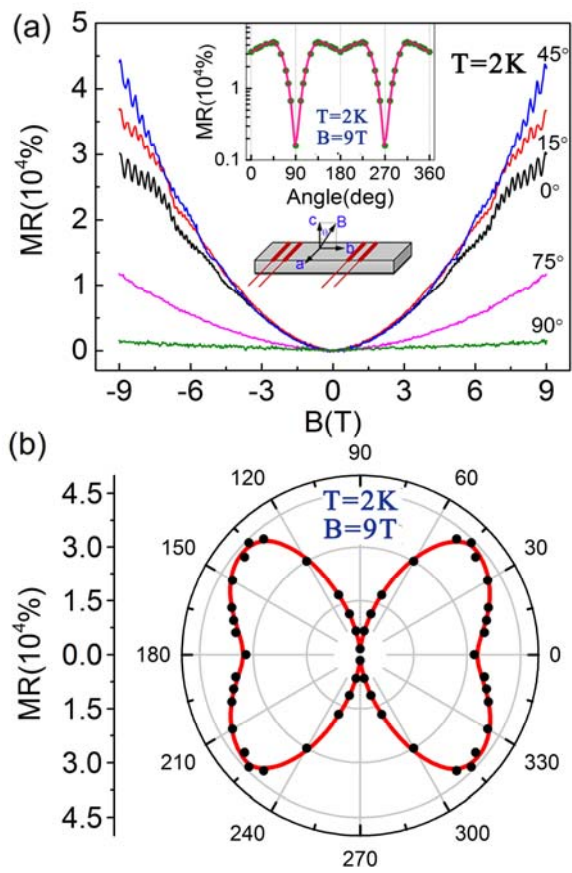 (a)
T=2K
45°
15°
0°
75°
90°
5
4
3
2
1
0
MR(10⁴%)
-9 -6 -3 0 3 6 9
B(T)
1
0.1
MR(10⁴%)
T=2K
B=9T
0 90 180 270 360
Angle(deg)
c
B
b
a
(b)
4.5
3.0
1.5
0.0
1.5
3.0
4.5
MR(10⁴%)
T=2K
B=9T
90
120 60
150 30
180 0
210 330
240 300
270